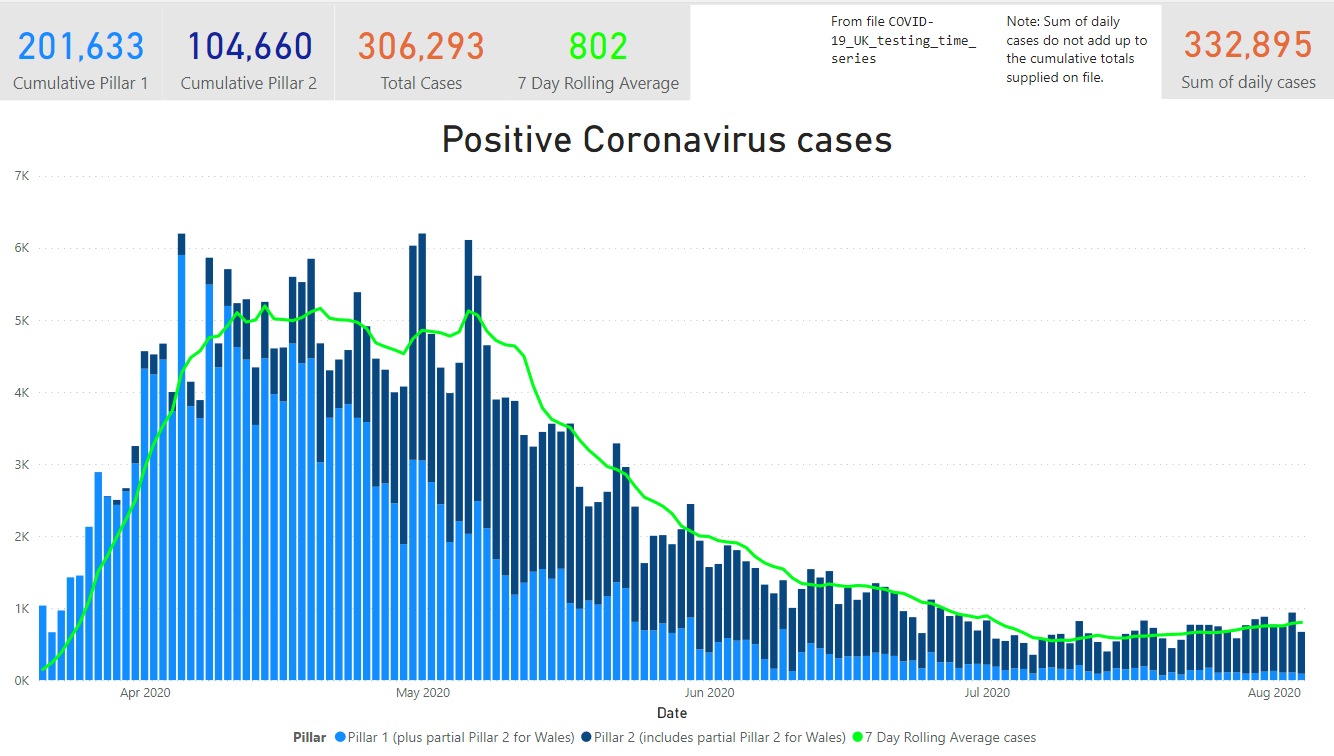 201,633
Cumulative Pillar 1
104,660
Cumulative Pillar 2
306,293
Total Cases
802
7 Day Rolling Average
From file COVID-
19_UK_testing_time_
series
Note: Sum of daily
cases do not add up to
the cumulative totals
supplied on file.
332,895
Sum of daily cases
Positive Coronavirus cases
7K
6K
5K
4K
3K
2K
1K
0K
Apr 2020
May 2020
Jun 2020
Jul 2020
Aug 2020
Date
Pillar Pillar 1 (plus partial Pillar 2 for Wales) Pillar 2 (includes partial Pillar 2 for Wales) 7 Day Rolling Average cases